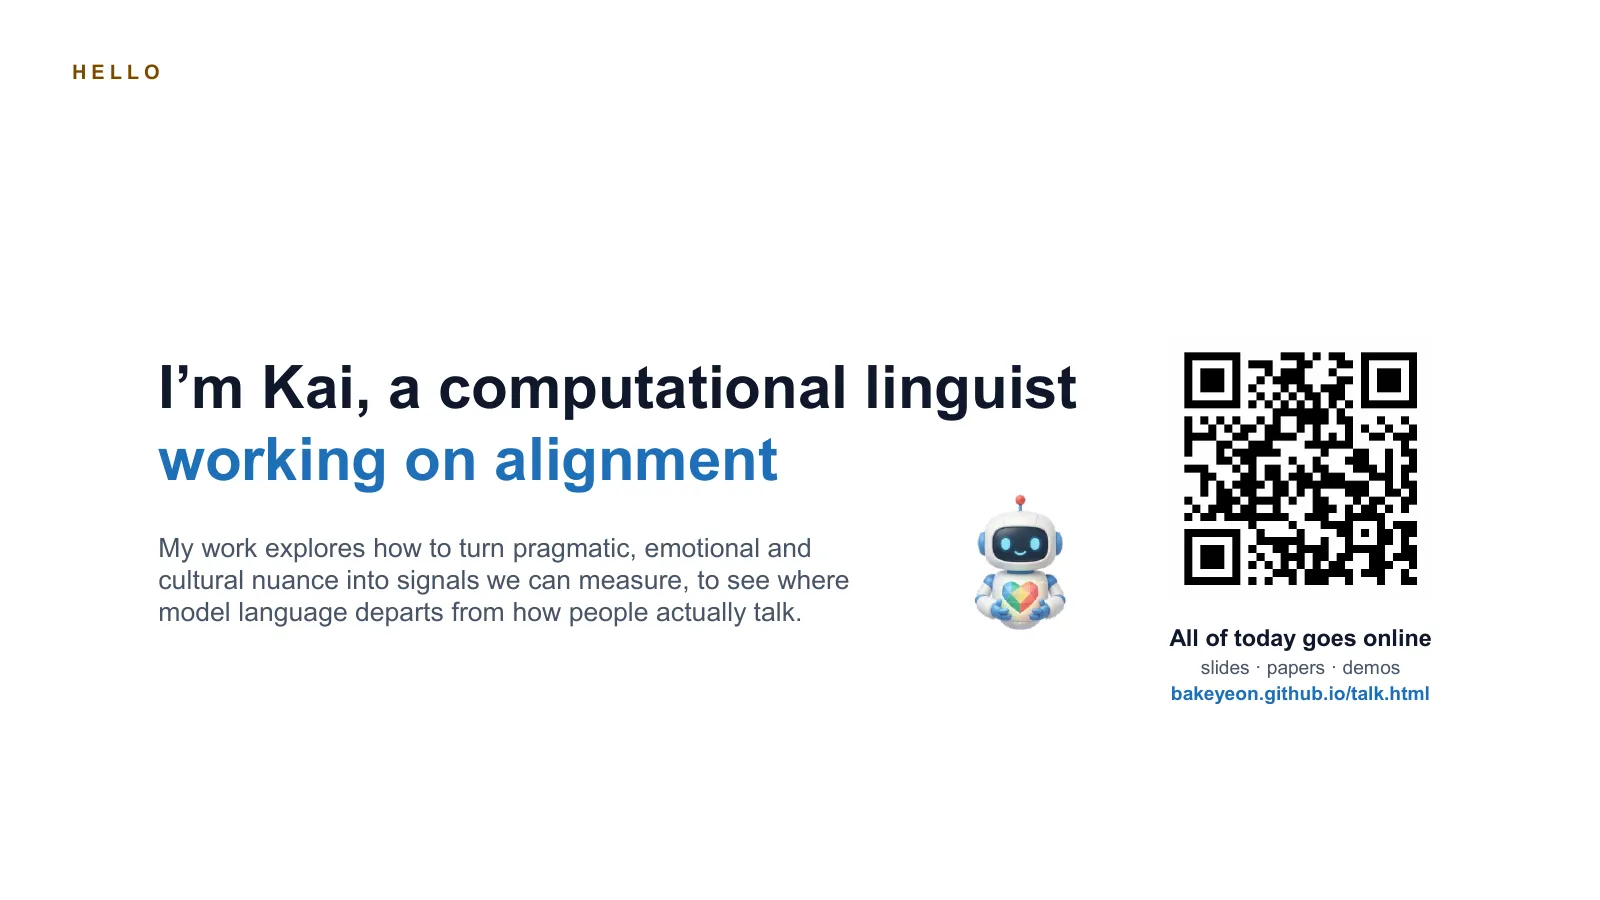 HELLO
I’m Kai, a computational linguist
working on alignment
My work explores how to turn pragmatic, emotional and
cultural nuance into signals we can measure, to see where
model language departs from how people actually talk.
All of today goes online
slides · papers · demos
bakeyeon.github.io/talk.html